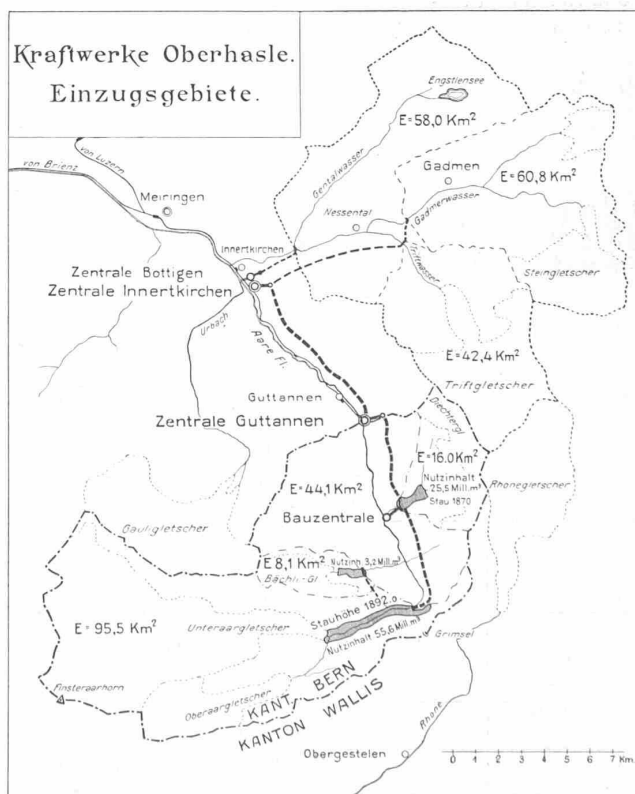 Kraftwerke Oberhasle.
Einzugsgebiete.
Engstlensee
E=58,0 Km²
von Luzern
von Brienz
Gentalwasser
Gadmen
E=60,8 Km²
Meiringen
Nessental
Gadmerwasser
Innertkirchen
Triftwasser
Steingletscher
Zentrale Bottigen
Zentrale Innertkirchen
Urbach
Aare Fl.
E=42,4 Km²
Triftgletscher
Guttannen
Diechtergl.
Zentrale Guttannen
E=16.0 Km²
Rhonegletscher
Nutzinhalt
25,5 Mill.m³
Stau 1870
E=44,1 Km²
Bauzentrale
Gauligletscher
E 8,1 Km²
Nutzinh. 3,2 Mill.m³
Bächli-Gl.
Stauhöhe 1892.0
E=95,5 Km²
Unteraargletscher
Nutzinhalt 55,6 Mill.m³
Grimsel
Oberaargletscher
KANT. BERN
KANTON WALLIS
Finsteraarhorn
Rhone
Obergestelen
0 1 2 3 4 5 6 7 Km.